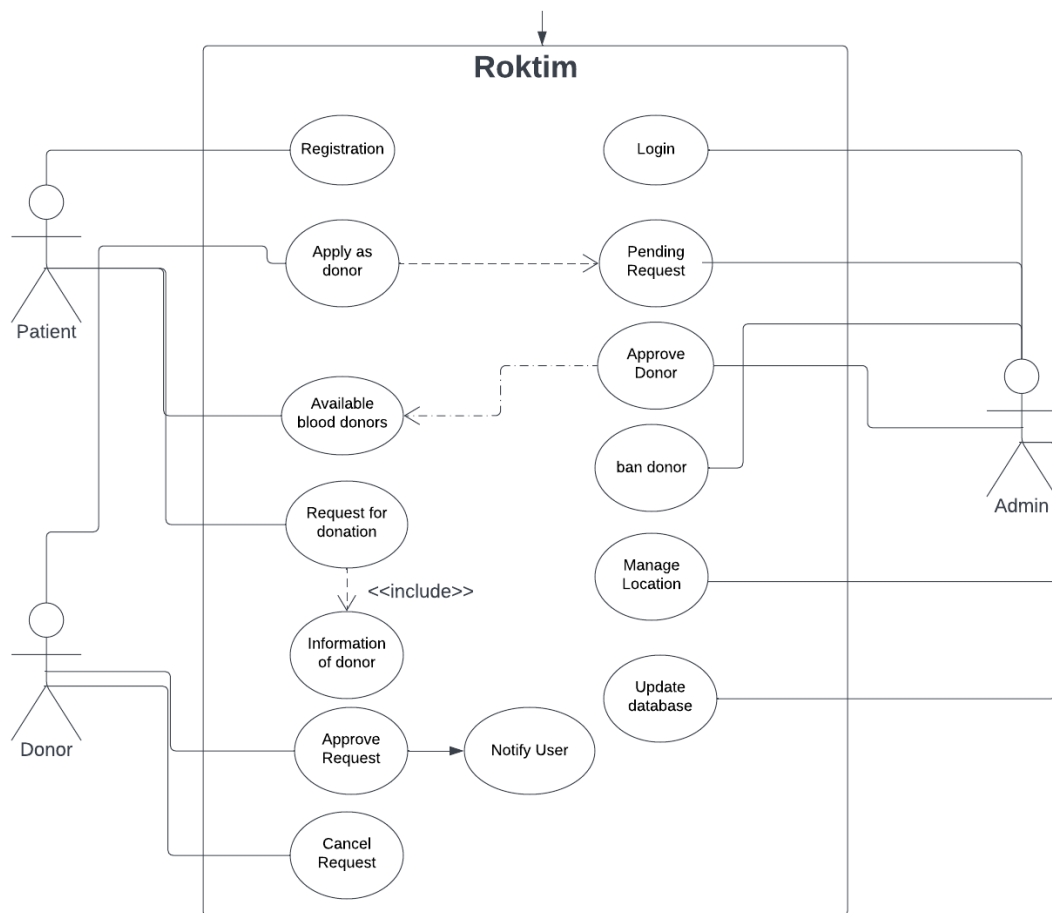 Roktim
Registration
Login
Apply as
donor
Pending
Request
Patient
Approve
Donor
Available
blood donors
ban donor
Admin
Request for
donation
Manage
Location
<<include>>
Information
of donor
Update
database
Donor
Approve
Request
Notify User
Cancel
Request